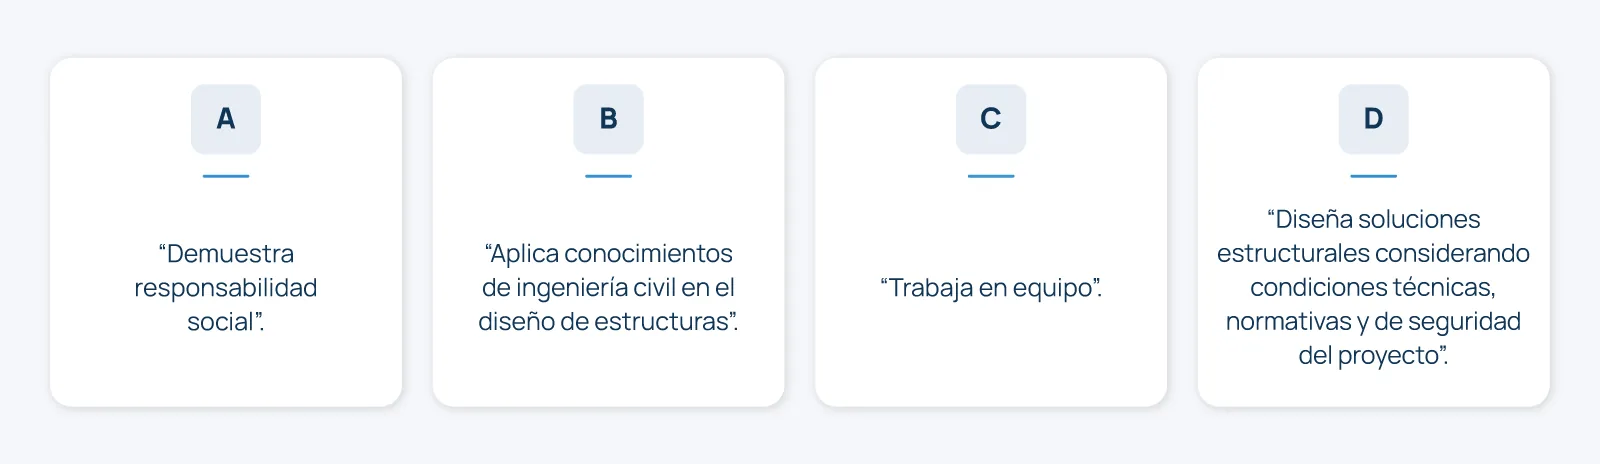 A
“Demuestra
responsabilidad
social”.
B
“Aplica conocimientos
de ingeniería civil en el
diseño de estructuras”.
C
“Trabaja en equipo”.
D
“Diseña soluciones
estructurales considerando
condiciones técnicas,
normativas y de seguridad
del proyecto”.